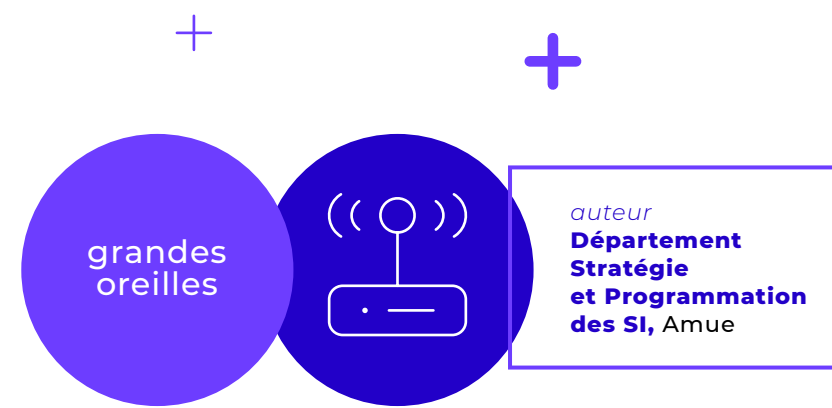 grandes
oreilles
auteur
Département
Stratégie
et Programmation
des SI, Amue